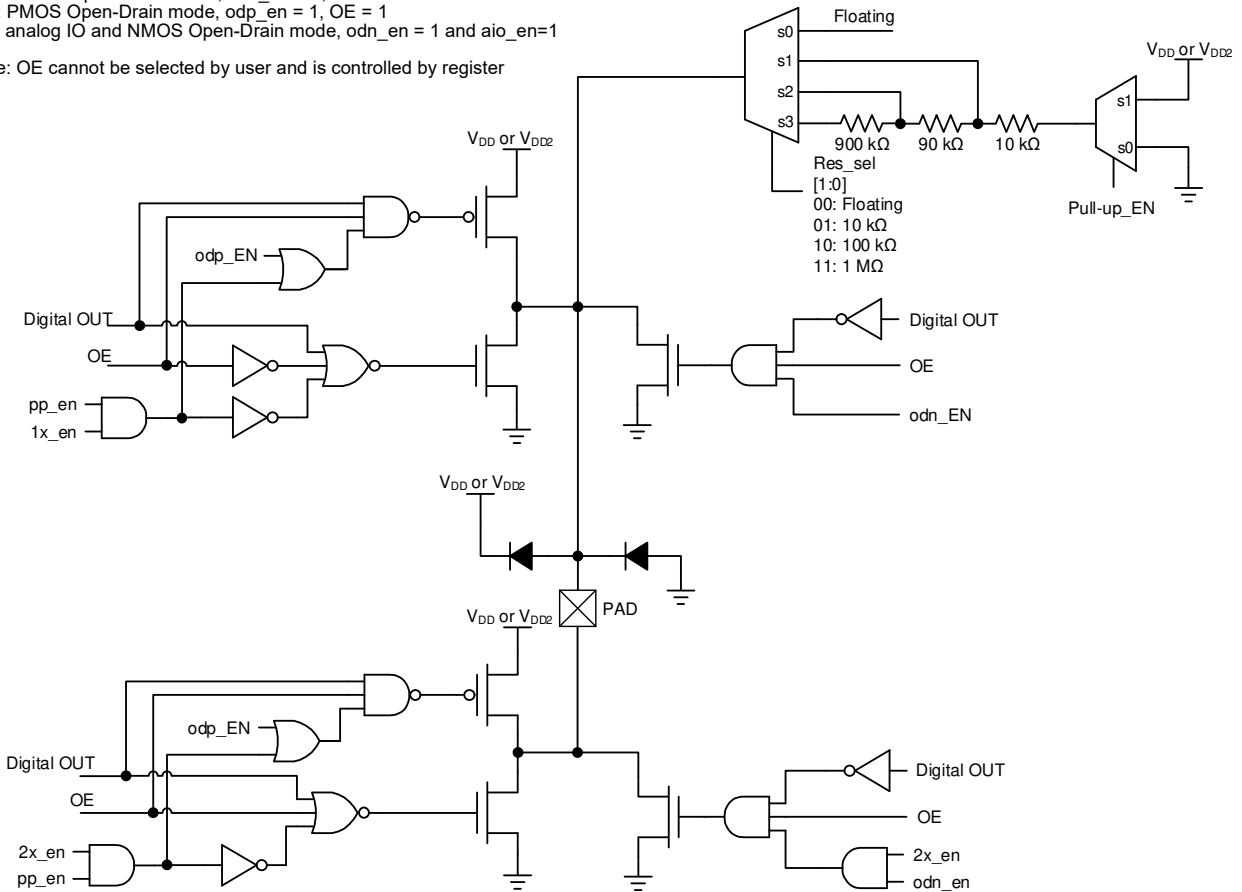 : PMOS Open-Drain mode, odp_en = 1, OE = 1
analog IO and NMOS Open-Drain mode, odn_en = 1 and aio_en=1
e: OE cannot be selected by user and is controlled by register
Floating
s0
s1
s2
s3
900 kΩ
90 kΩ
10 kΩ
VDD or VDD2
s1
s0
Pull-up_EN
Res_sel
[1:0]
00: Floating
01: 10 kΩ
10: 100 kΩ
11: 1 MΩ
VDD or VDD2
odp_EN
Digital OUT
OE
pp_en
1x_en
Digital OUT
OE
odn_EN
VDD or VDD2
PAD
VDD or VDD2
odp_EN
Digital OUT
OE
2x_en
pp_en
Digital OUT
OE
2x_en
odn_en